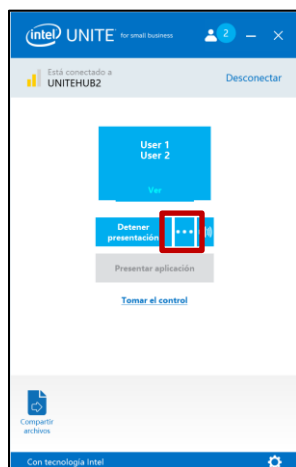 intel UNITE for small business 2
Está conectado a
UNITEHUB2
Desconectar
User 1
User 2
Ver
Detener
presentación
Presentar aplicación
Tomar el control
Compartir
archivos
Con tecnología Intel